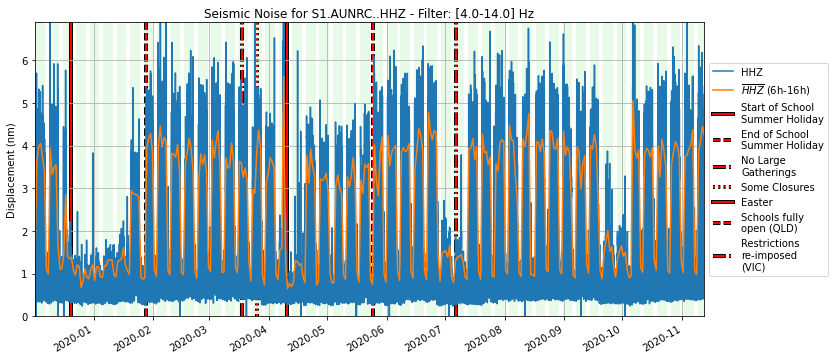 Seismic Noise for S1.AUNRC..HHZ - Filter: [4.0-14.0] Hz
Displacement (nm)
6
5
4
3
2
1
0
2020-01
2020-02
2020-03
2020-04
2020-05
2020-06
2020-07
2020-08
2020-09
2020-10
2020-11
HHZ
HHZ (6h-16h)
Start of School
Summer Holiday
End of School
Summer Holiday
No Large
Gatherings
Some Closures
Easter
Schools fully
open (QLD)
Restrictions
re-imposed
(VIC)